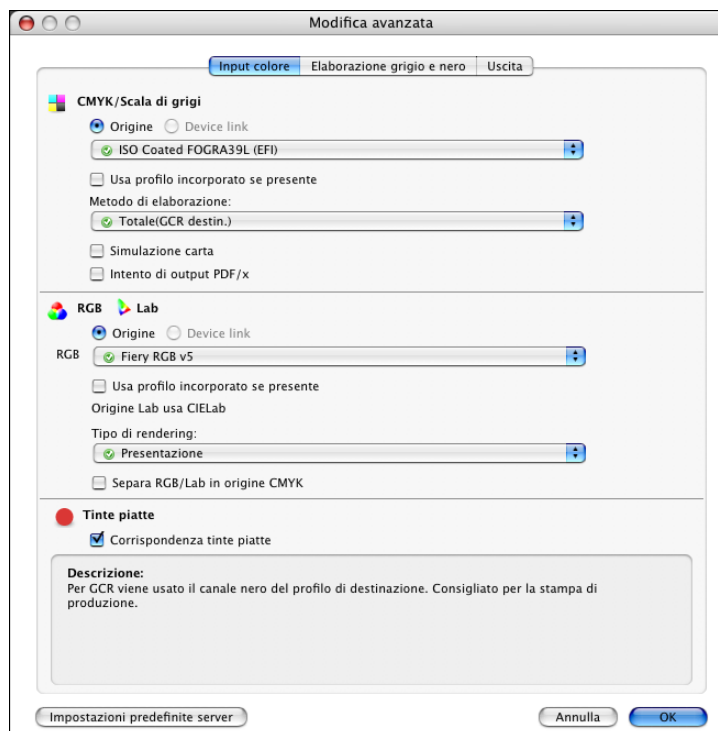 Modifica avanzata
Input colore Elaborazione grigio e nero Uscita
CMYK/Scala di grigi
Origine Device link
ISO Coated FOGRA39L (EFI)
Usa profilo incorporato se presente
Metodo di elaborazione:
Totale(GCR destin.)
Simulazione carta
Intento di output PDF/x
RGB Lab
Origine Device link
RGB Fiery RGB v5
Usa profilo incorporato se presente
Origine Lab usa CIELab
Tipo di rendering:
Presentazione
Separa RGB/Lab in origine CMYK
Tinte piatte
Corrispondenza tinte piatte
Descrizione:
Per GCR viene usato il canale nero del profilo di destinazione. Consigliato per la stampa di
produzione.
Impostazioni predefinite server Annulla OK